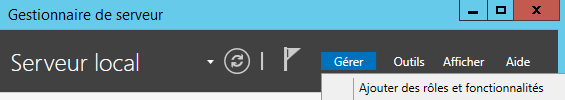 Gestionnaire de serveur
Serveur local
Gérer Outils Afficher Aide
Ajouter des rôles et fonctionnalités